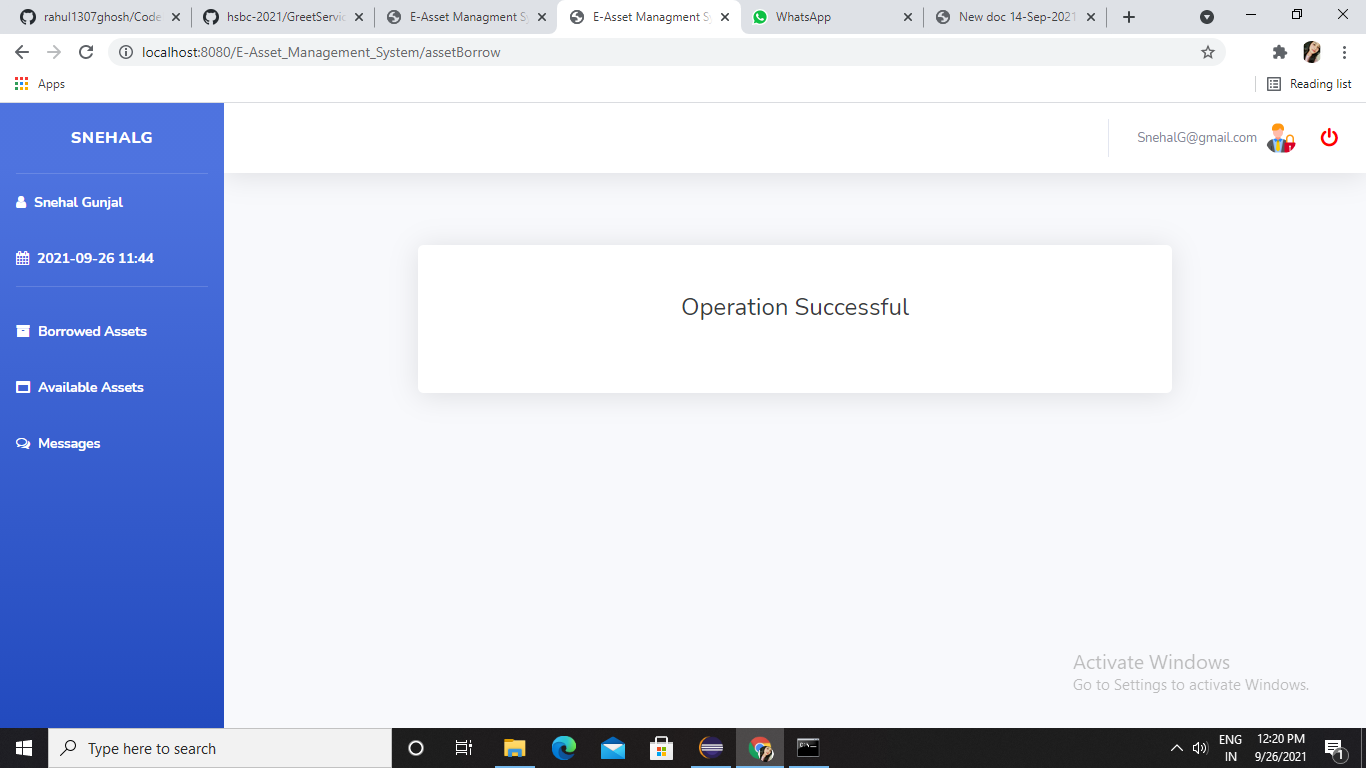 rahul1307ghosh/Code
hsbc-2021/GreetServic
E-Asset Managment S
E-Asset Managment S
WhatsApp
New doc 14-Sep-2021
localhost:8080/E-Asset_Management_System/assetBorrow
Apps
Reading list
SNEHALG
SnehalG@gmail.com
Snehal Gunjal
2021-09-26 11:44
Operation Successful
Borrowed Assets
Available Assets
Messages
Activate Windows
Go to Settings to activate Windows.
Type here to search
ENG
IN
12:20 PM
9/26/2021
1